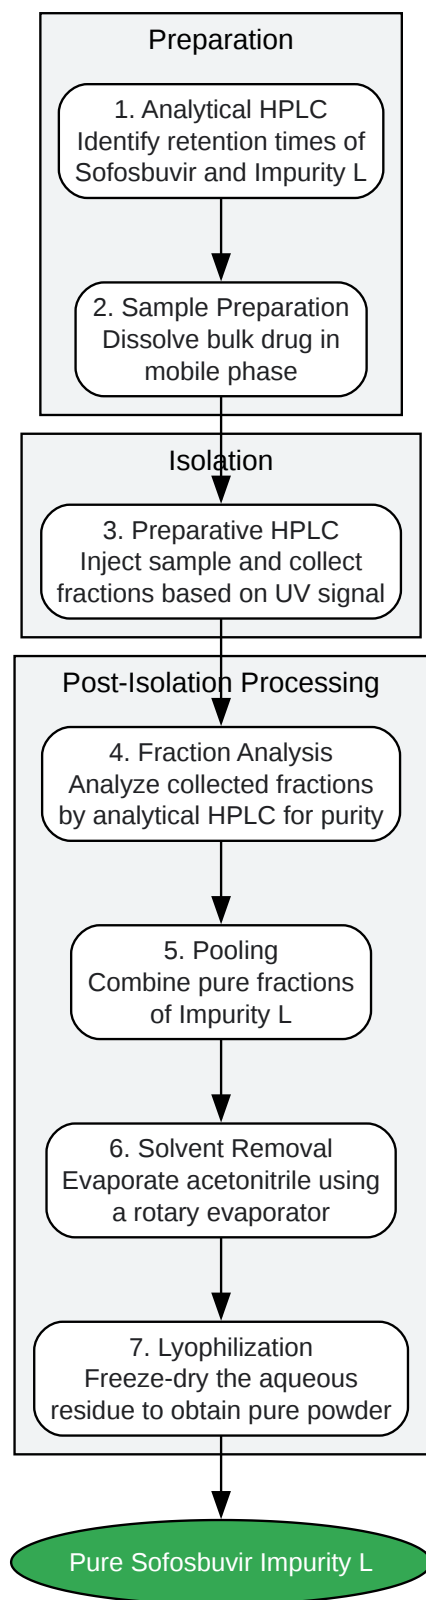 Preparation
1. Analytical HPLC
Identify retention times of
Sofosbuvir and Impurity L
2. Sample Preparation
Dissolve bulk drug in
mobile phase
Isolation
3. Preparative HPLC
Inject sample and collect
fractions based on UV signal
Post-Isolation Processing
4. Fraction Analysis
Analyze collected fractions
by analytical HPLC for purity
5. Pooling
Combine pure fractions
of Impurity L
6. Solvent Removal
Evaporate acetonitrile using
a rotary evaporator
7. Lyophilization
Freeze-dry the aqueous
residue to obtain pure powder
Pure Sofosbuvir Impurity L